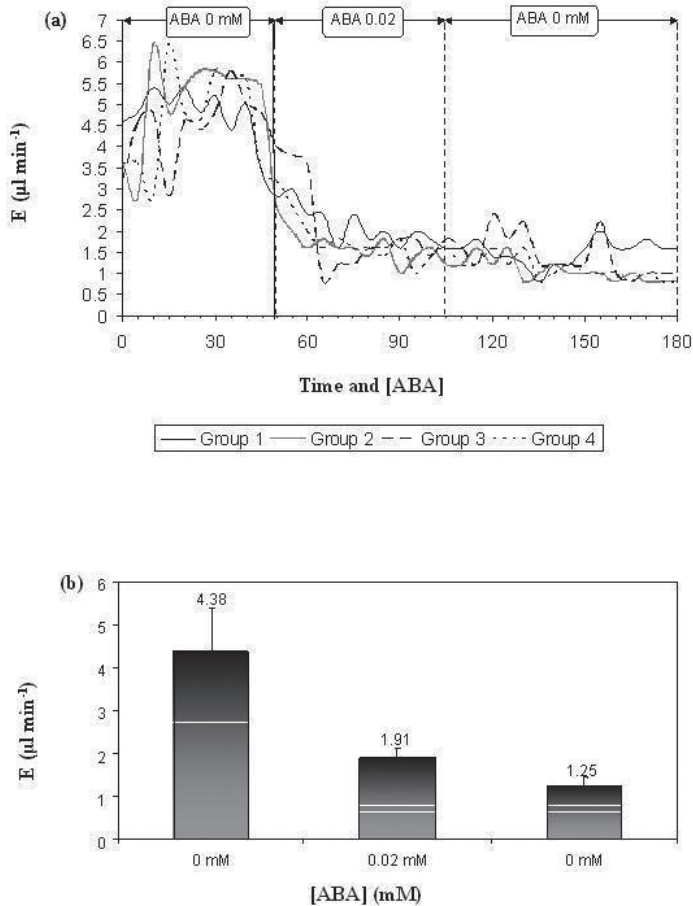 (a)
ABA 0 mM
ABA 0.02
ABA 0 mM
7
6.5
6
5.5
5
4.5
4
3.5
3
2.5
2
1.5
1
0.5
0
E (µl min⁻¹)
0 30 60 90 120 150 180
Time and [ABA]
Group 1 Group 2 Group 3 Group 4
(b)
6
5
4
3
2
1
0
E (µl min⁻¹)
4.38
1.91
1.25
0 mM 0.02 mM 0 mM
[ABA] (mM)